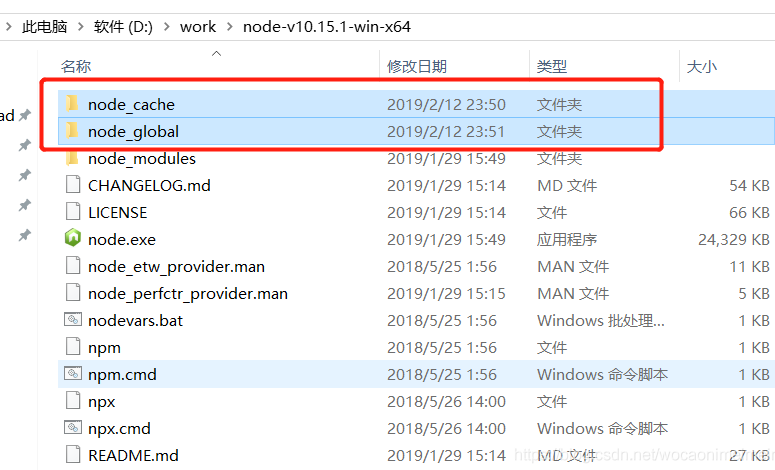 此电脑 > 软件 (D:) > work > node-v10.15.1-win-x64
名称 修改日期 类型 大小
ad
node_cache 2019/2/12 23:50 文件夹
node_global 2019/2/12 23:51 文件夹
node_modules 2019/1/29 15:49 文件夹
CHANGELOG.md 2019/1/29 15:14 MD 文件 54 KB
LICENSE 2019/1/29 15:14 文件 66 KB
node.exe 2019/1/29 15:49 应用程序 24,329 KB
node_etw_provider.man 2018/5/25 1:56 MAN 文件 11 KB
node_perfctr_provider.man 2019/1/29 15:15 MAN 文件 5 KB
nodevars.bat 2018/5/25 1:56 Windows 批处理... 1 KB
npm 2018/5/25 1:56 文件 1 KB
npm.cmd 2018/5/25 1:56 Windows 命令脚本 1 KB
npx 2018/5/26 14:00 文件 1 KB
npx.cmd 2018/5/26 14:00 Windows 命令脚本 1 KB
README.md 2019/1/29 15:14 MD 文件 27 KB